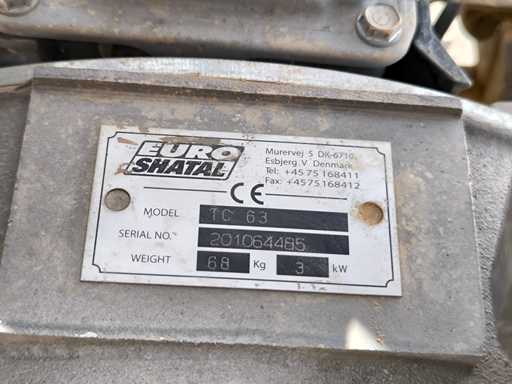 EURO
SHATAL
Murervej 5 DK-6710,
Esbjerg V Denmark
Tel: +45 75 168411
Fax: +45 75 168412
CE
MODEL TC 63
SERIAL NO. 201064485
WEIGHT 68 Kg 3 kW